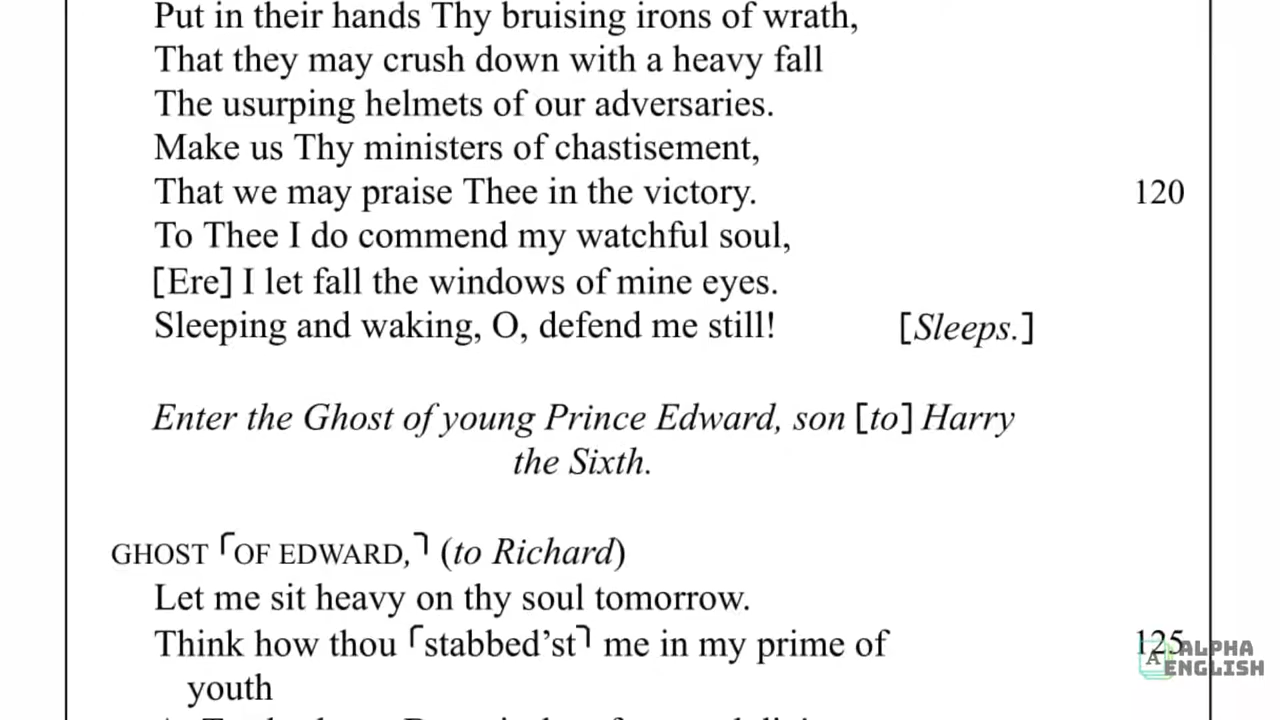 Put in their hands Thy bruising irons of wrath,
That they may crush down with a heavy fall
The usurping helmets of our adversaries.
Make us Thy ministers of chastisement,
That we may praise Thee in the victory. 120
To Thee I do commend my watchful soul,
[Ere] I let fall the windows of mine eyes.
Sleeping and waking, O, defend me still! [Sleeps.]
Enter the Ghost of young Prince Edward, son [to] Harry
the Sixth.
GHOST ⌜OF EDWARD,⌝ (to Richard)
Let me sit heavy on thy soul tomorrow.
Think how thou ⌜stabbed’st⌝ me in my prime of 125
youth
A ALPHA
ENGLISH